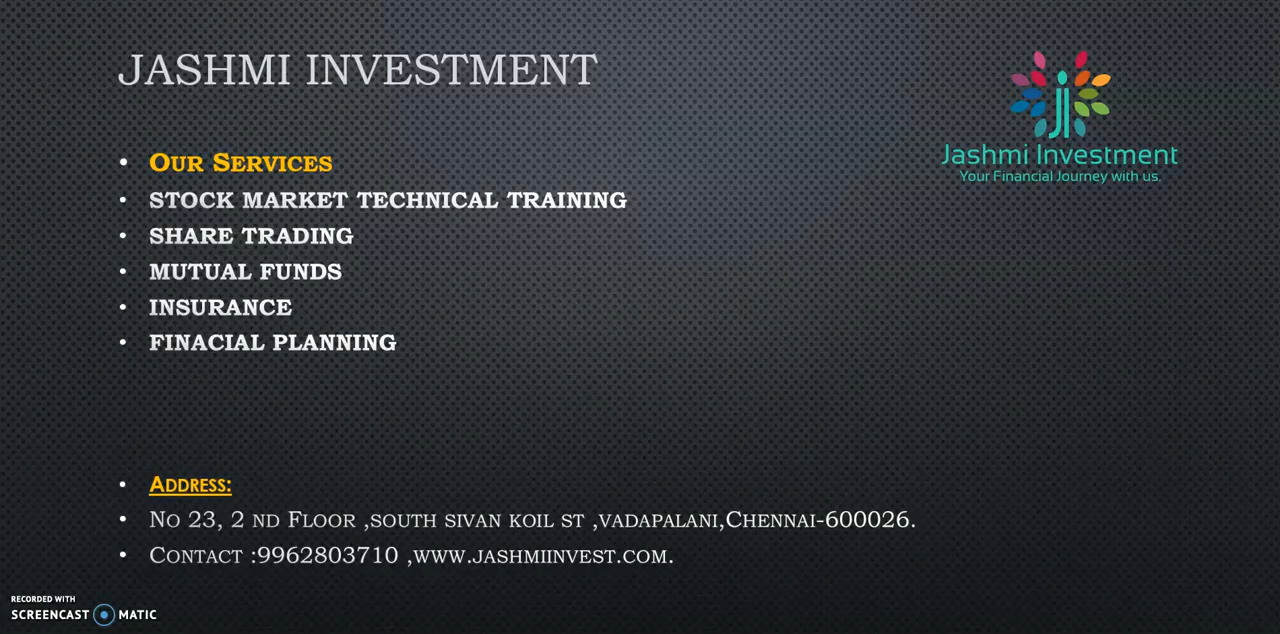 JASHMI INVESTMENT
Jashmi Investment
Your Financial Journey with us.
• OUR SERVICES
• STOCK MARKET TECHNICAL TRAINING
• SHARE TRADING
• MUTUAL FUNDS
• INSURANCE
• FINACIAL PLANNING
• ADDRESS:
• NO 23, 2 ND FLOOR ,SOUTH SIVAN KOIL ST ,VADAPALANI,CHENNAI-600026.
• CONTACT :9962803710 ,WWW.JASHMIINVEST.COM.
RECORDED WITH
SCREENCAST MATIC